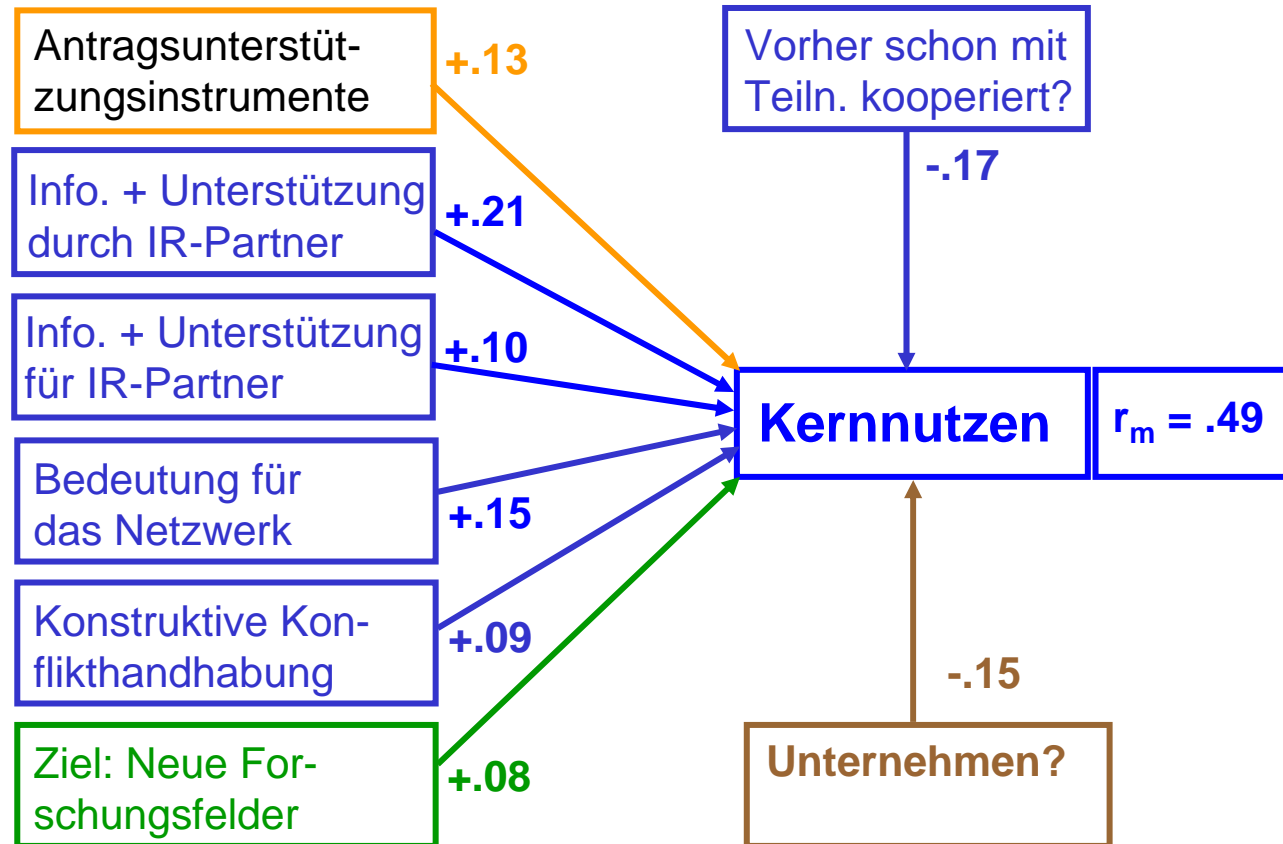 Antragsunterstüt-
zungsinstrumente
+.13
Info. + Unterstützung
durch IR-Partner
+.21
Info. + Unterstützung
für IR-Partner
+.10
Bedeutung für
das Netzwerk
+.15
Konstruktive Kon-
flikthandhabung
+.09
Ziel: Neue For-
schungsfelder
+.08
Vorher schon mit
Teiln. kooperiert?
-.17
Kernnutzen
rm = .49
-.15
Unternehmen?